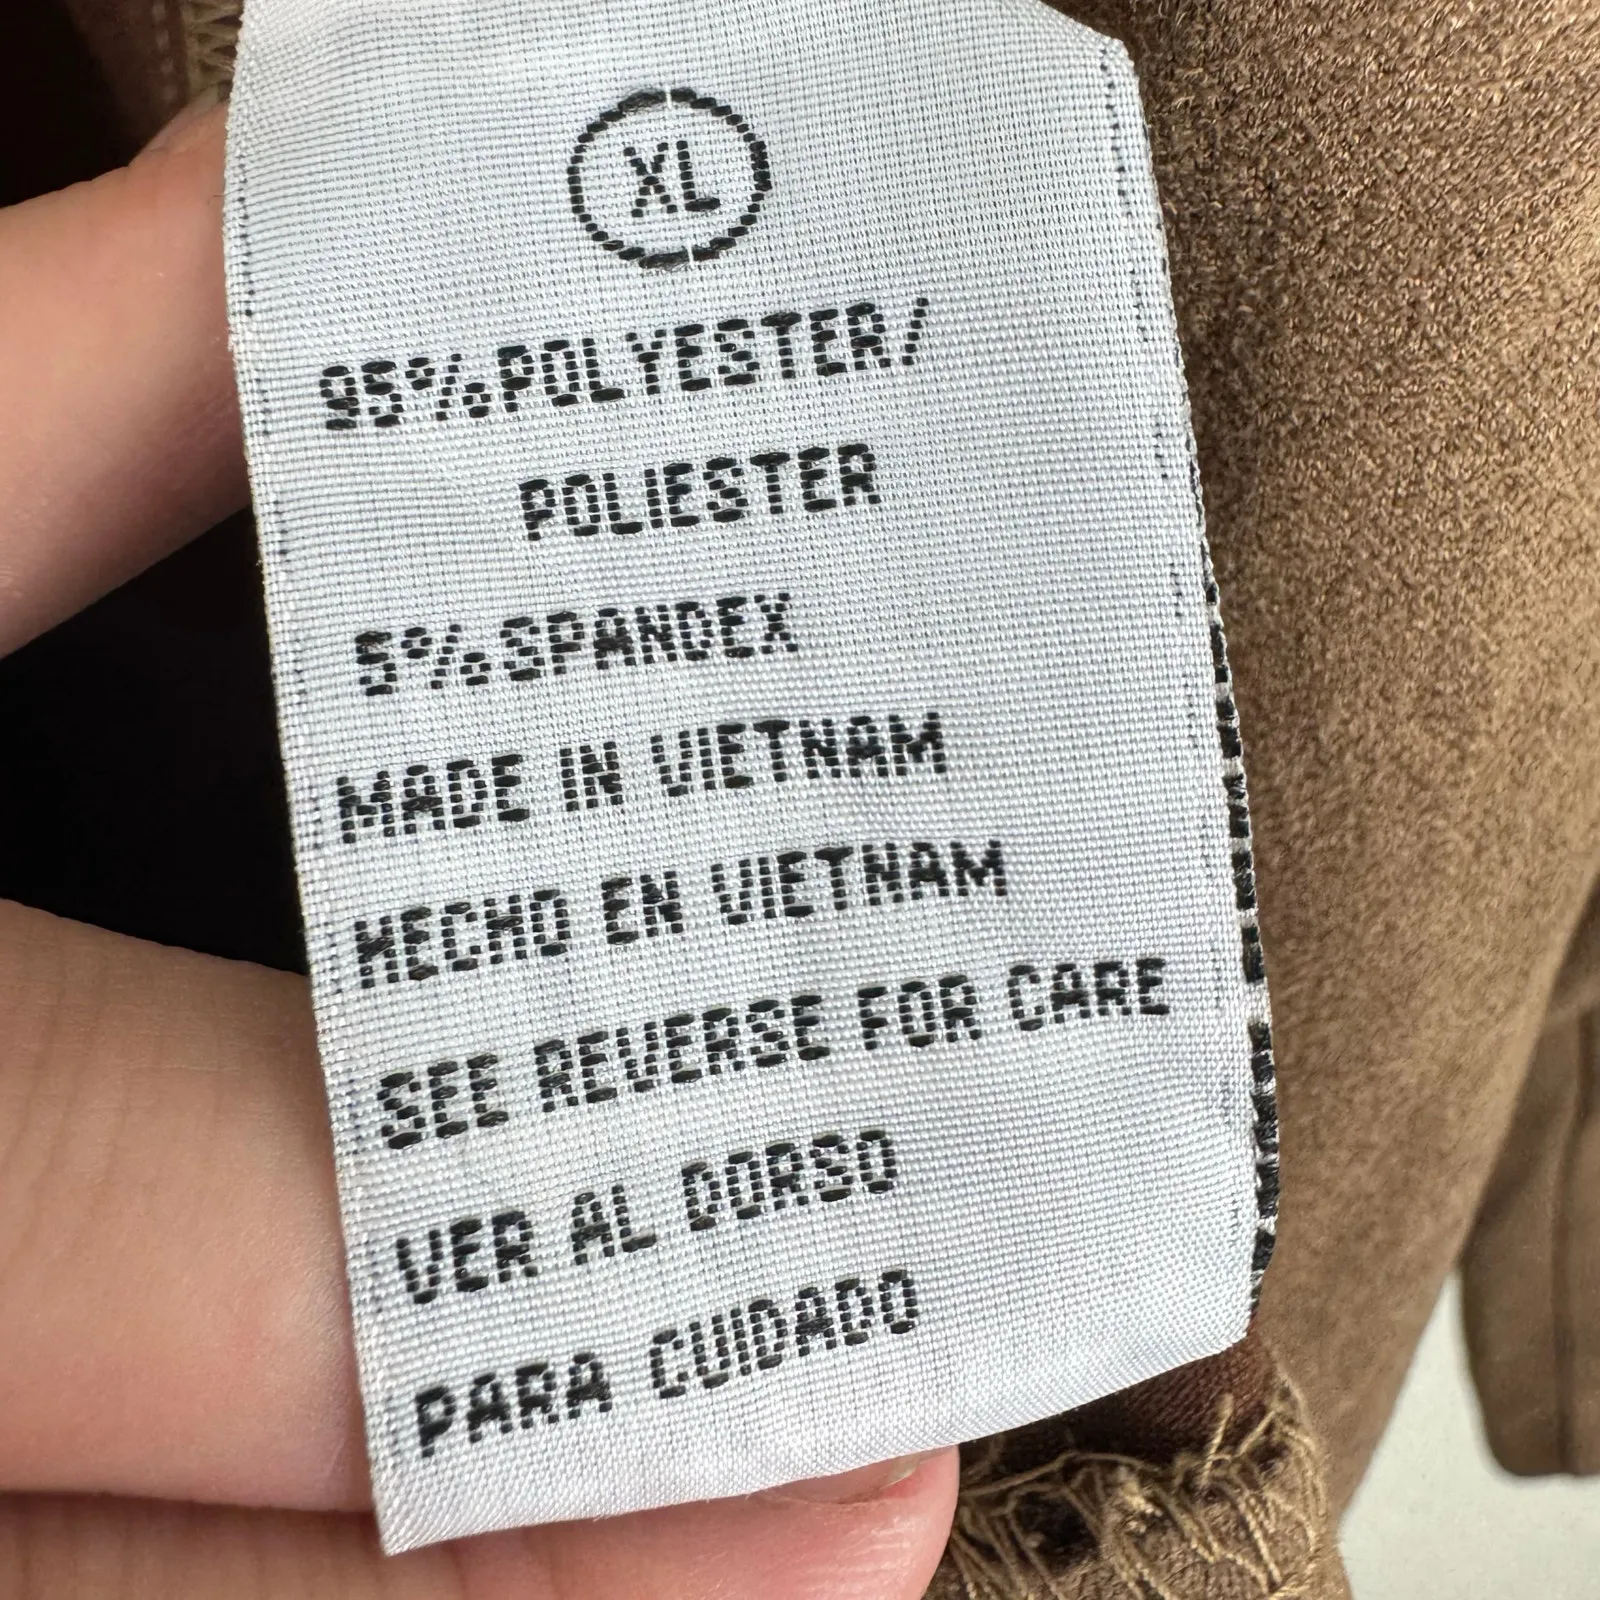 XL
95%POLYESTER/
POLIESTER
5%SPANDEX
MADE IN VIETNAM
HECHO EN VIETNAM
SEE REVERSE FOR CARE
VER AL DORSO
PARA CUIDADO